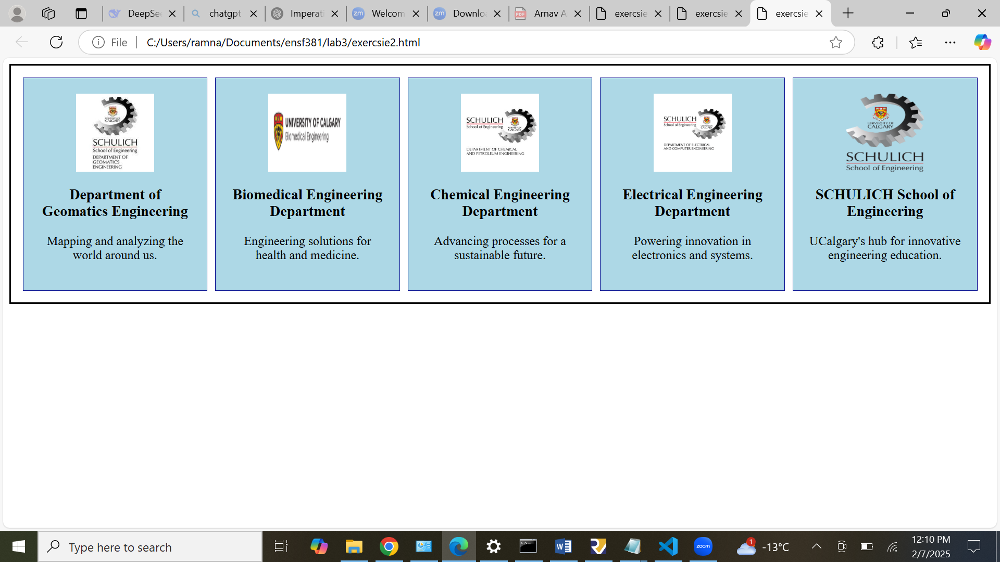 DeepSee
chatgpt
Imperati
Welcom
Downloa
Arnav A
exercsie
exercsie
exercsie
File
C:/Users/ramna/Documents/ensf381/lab3/exercsie2.html
UNIVERSITY OF
CALGARY
SCHULICH
School of Engineering
DEPARTMENT OF
GEOMATICS
ENGINEERING
Department of
Geomatics Engineering
Mapping and analyzing the
world around us.
UNIVERSITY OF CALGARY
Biomedical Engineering
Biomedical Engineering
Department
Engineering solutions for
health and medicine.
SCHULICH
School of Engineering
UNIVERSITY OF
CALGARY
DEPARTMENT OF CHEMICAL
AND PETROLEUM ENGINEERING
Chemical Engineering
Department
Advancing processes for a
sustainable future.
SCHULICH
School of Engineering
UNIVERSITY OF
CALGARY
DEPARTMENT OF ELECTRICAL
AND COMPUTER ENGINEERING
Electrical Engineering
Department
Powering innovation in
electronics and systems.
UNIVERSITY OF
CALGARY
SCHULICH
School of Engineering
SCHULICH School of
Engineering
UCalgary's hub for innovative
engineering education.
Type here to search
zoom
1
-13°C
12:10 PM
2/7/2025